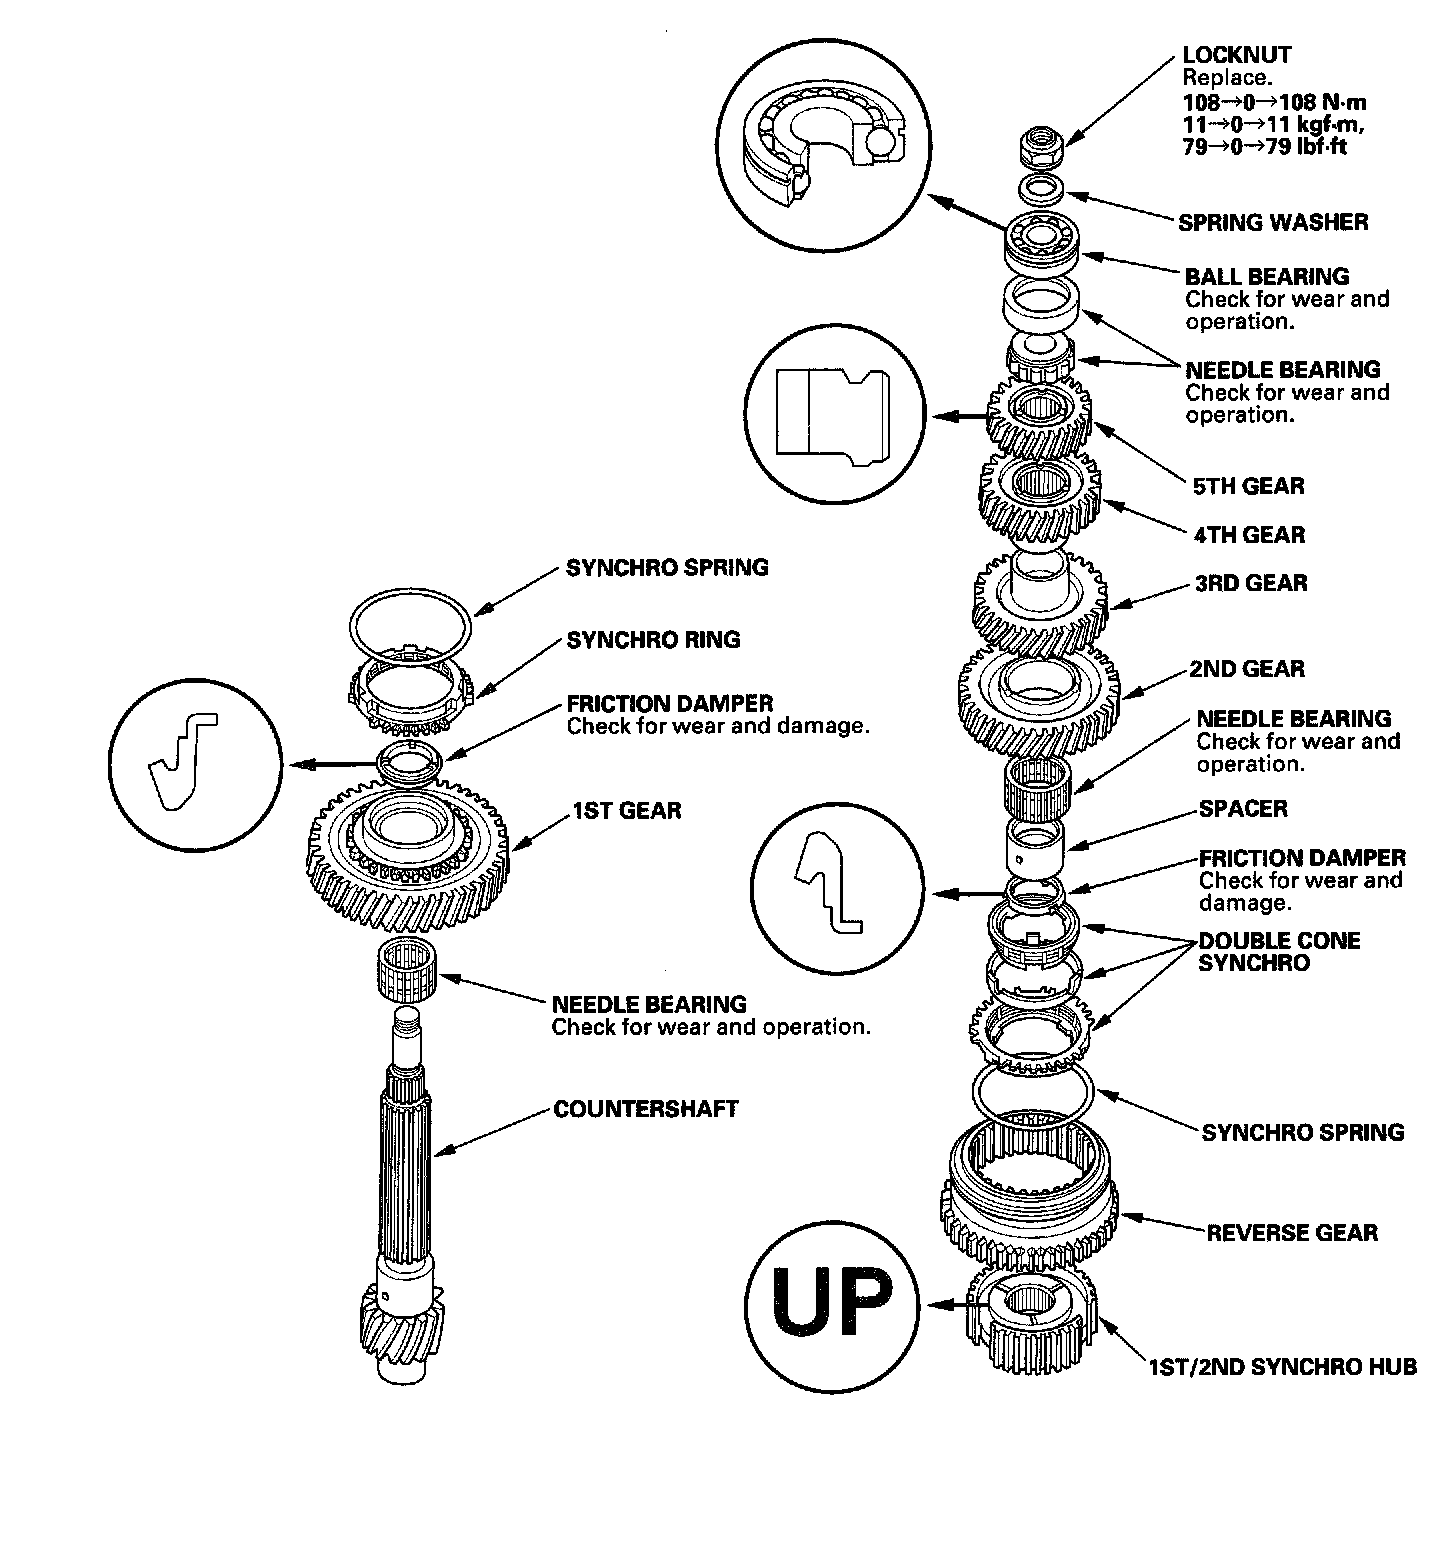 LOCKNUT
Replace.
108→0→108 N·m
11→0→11 kgf·m,
79→0→79 lbf·ft
SPRING WASHER
BALL BEARING
Check for wear and
operation.
NEEDLE BEARING
Check for wear and
operation.
5TH GEAR
4TH GEAR
3RD GEAR
2ND GEAR
NEEDLE BEARING
Check for wear and
operation.
SPACER
FRICTION DAMPER
Check for wear and
damage.
DOUBLE CONE
SYNCHRO
SYNCHRO SPRING
REVERSE GEAR
UP
1ST/2ND SYNCHRO HUB
SYNCHRO SPRING
SYNCHRO RING
FRICTION DAMPER
Check for wear and damage.
1ST GEAR
NEEDLE BEARING
Check for wear and operation.
COUNTERSHAFT